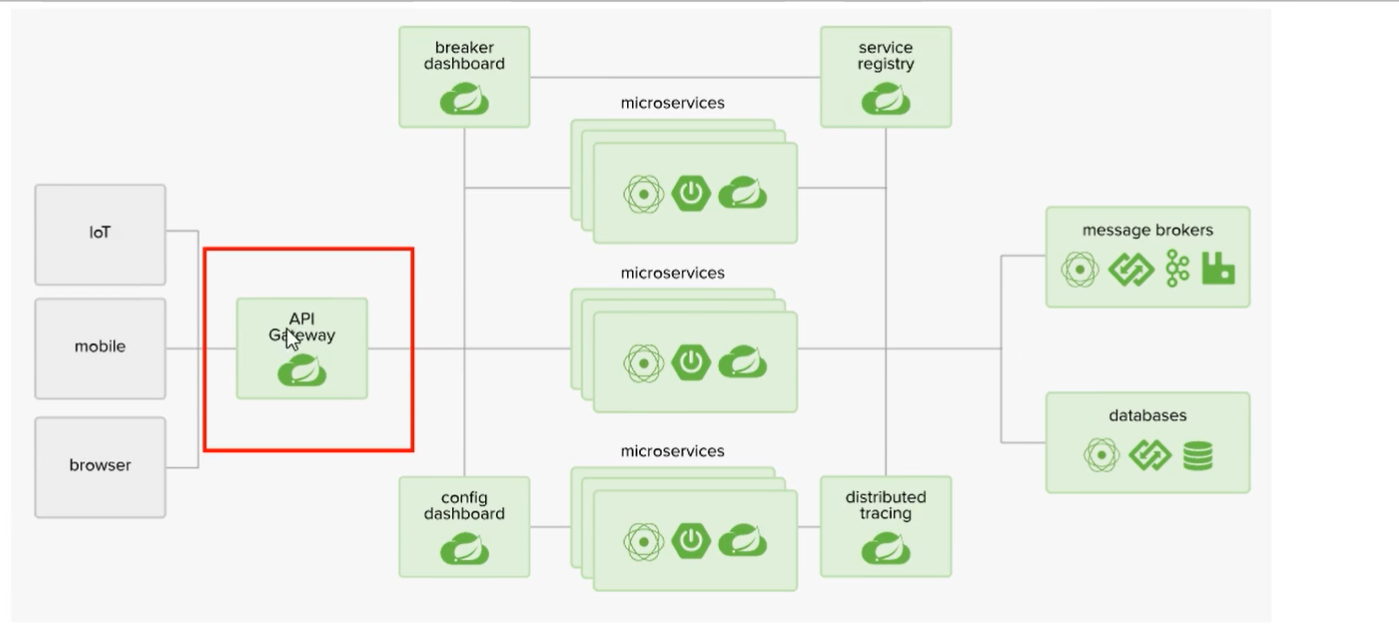 breaker
dashboard
service
registry
microservices
IoT
message brokers
microservices
API
Gateway
mobile
databases
microservices
browser
config
dashboard
distributed
tracing